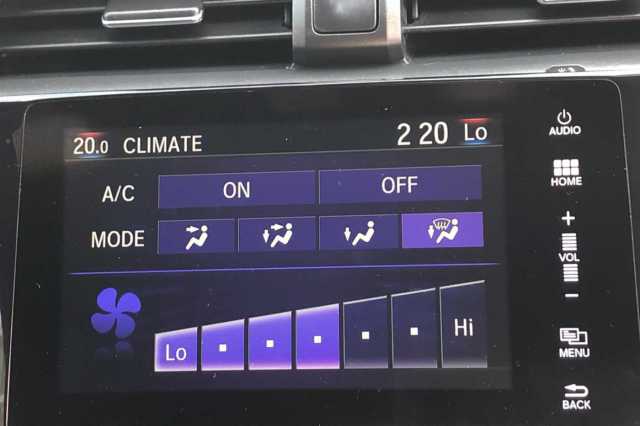 20.0 CLIMATE 2 20 Lo
A/C ON OFF
MODE
Lo Hi
AUDIO
HOME
+
VOL
−
MENU
BACK